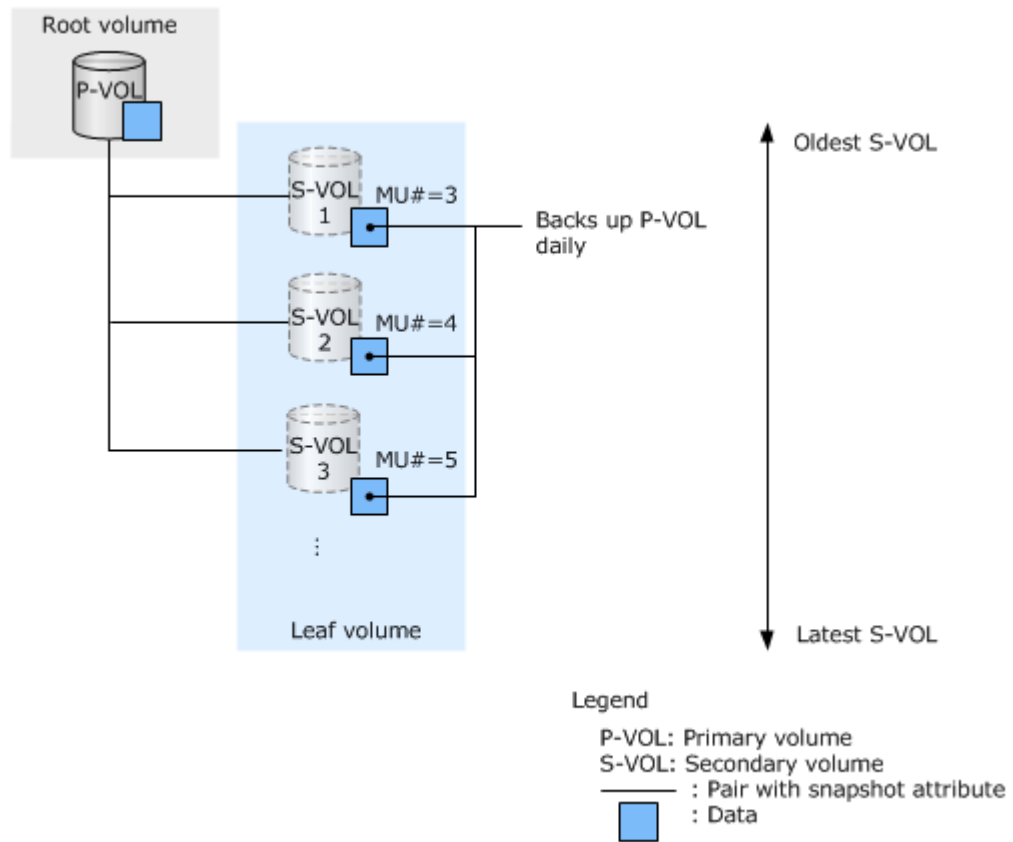 Root volume
P-VOL
S-VOL
1
MU#=3
Backs up P-VOL
daily
Oldest S-VOL
S-VOL
2
MU#=4
S-VOL
3
MU#=5
⋮
Leaf volume
Latest S-VOL
Legend
P-VOL: Primary volume
S-VOL: Secondary volume
: Pair with snapshot attribute
: Data